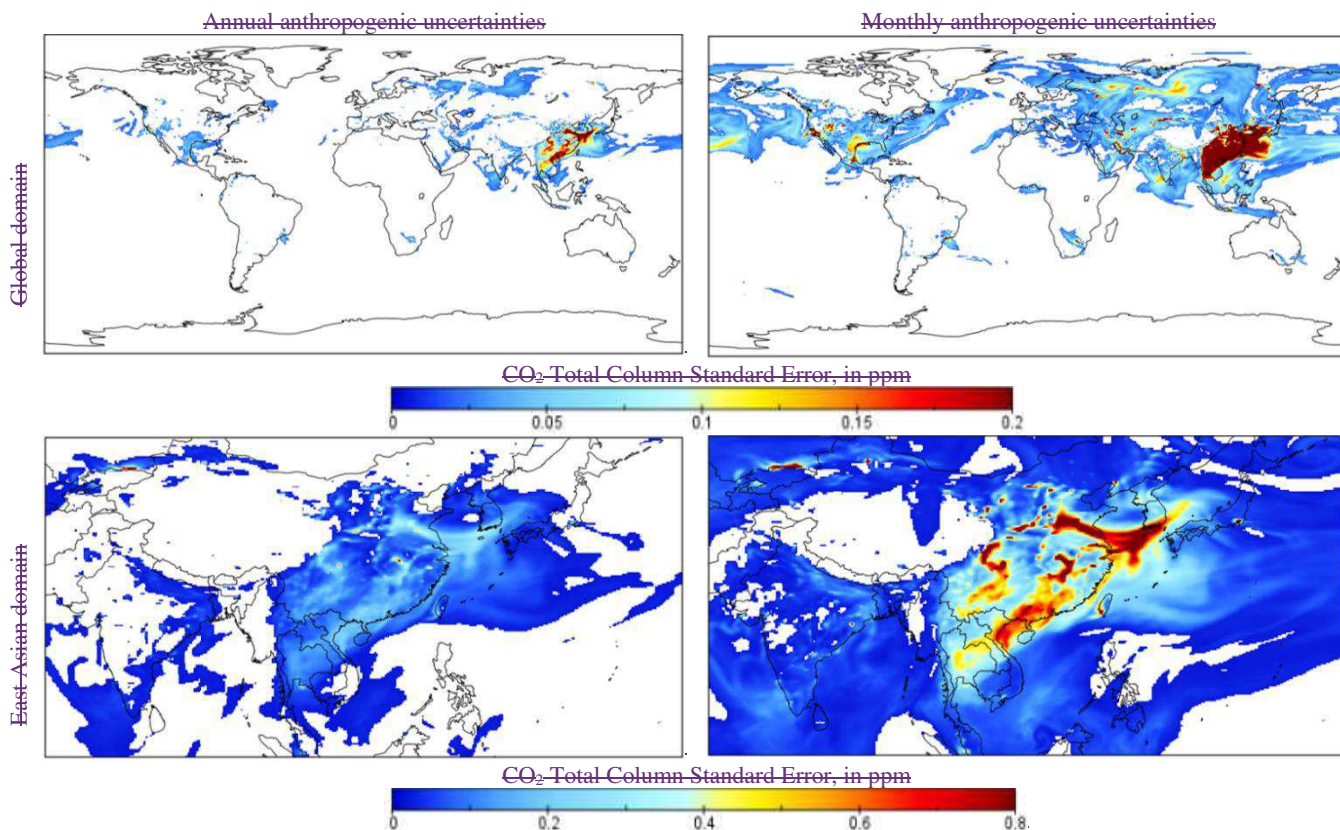 Annual anthropogenic uncertainties
Monthly anthropogenic uncertainties
Global domain
CO₂ Total Column Standard Error, in ppm
0 0.05 0.1 0.15 0.2
East Asian domain
CO₂ Total Column Standard Error, in ppm
0 0.2 0.4 0.6 0.8